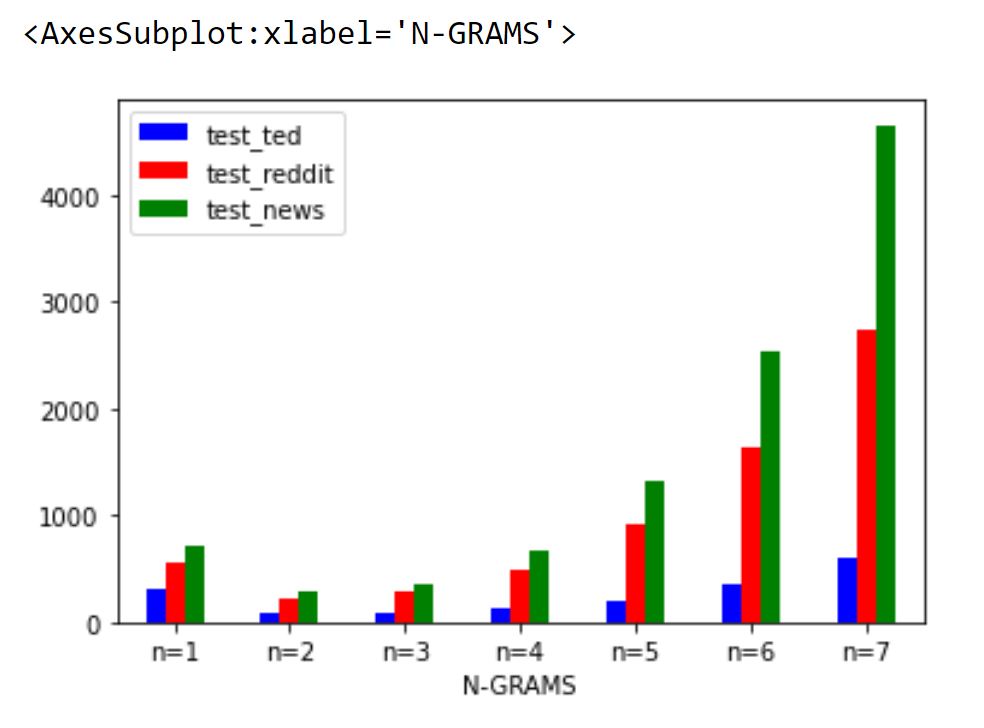 <AxesSubplot:xlabel='N-GRAMS'>
test_ted
test_reddit
test_news
4000
3000
2000
1000
0
n=1 n=2 n=3 n=4 n=5 n=6 n=7
N-GRAMS